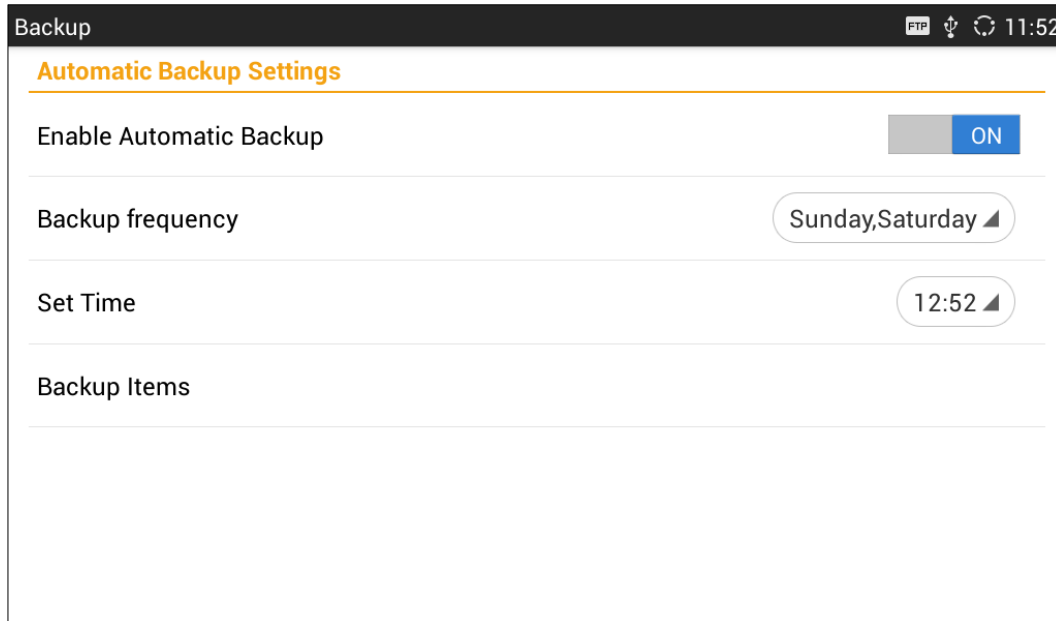 Backup FTP 11:52
Automatic Backup Settings
Enable Automatic Backup ON
Backup frequency Sunday,Saturday
Set Time 12:52
Backup Items